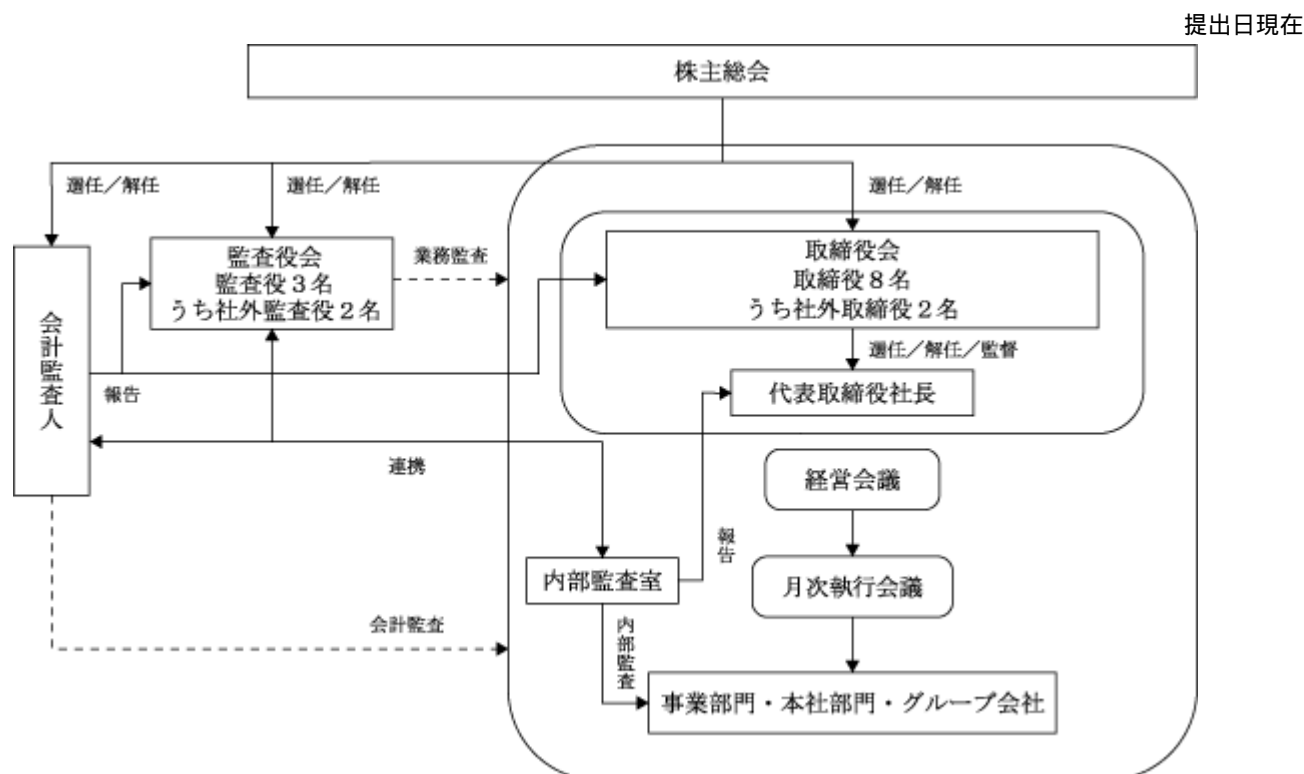 提出日現在
株主総会
選任／解任
選任／解任
選任／解任
監査役会
監査役３名
うち社外監査役２名
業務監査
取締役会
取締役８名
うち社外取締役２名
会計監査人
選任／解任／監督
報告
代表取締役社長
連携
経営会議
報告
内部監査室
月次執行会議
会計監査
内部監査
事業部門・本社部門・グループ会社